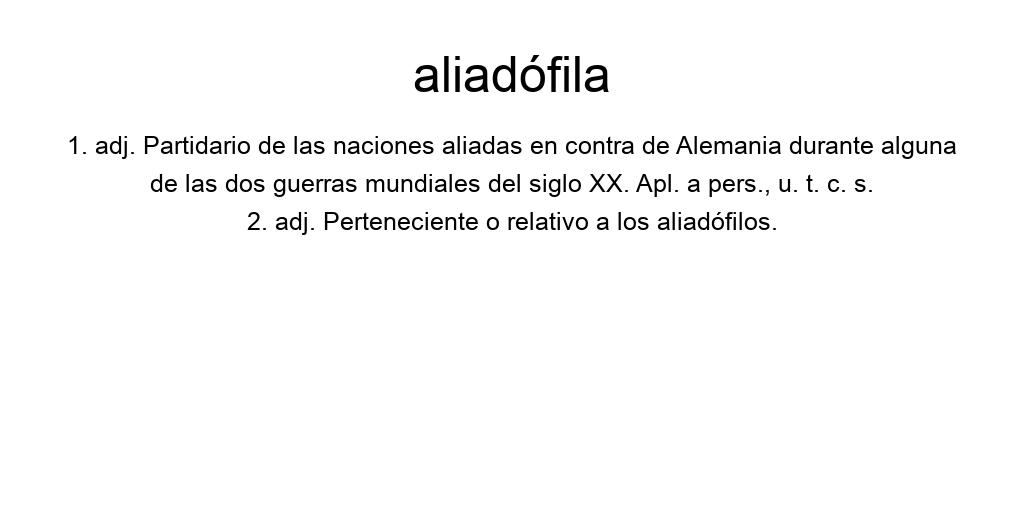 aliadófila
1. adj. Partidario de las naciones aliadas en contra de Alemania durante alguna
de las dos guerras mundiales del siglo XX. Apl. a pers., u. t. c. s.
2. adj. Perteneciente o relativo a los aliadófilos.